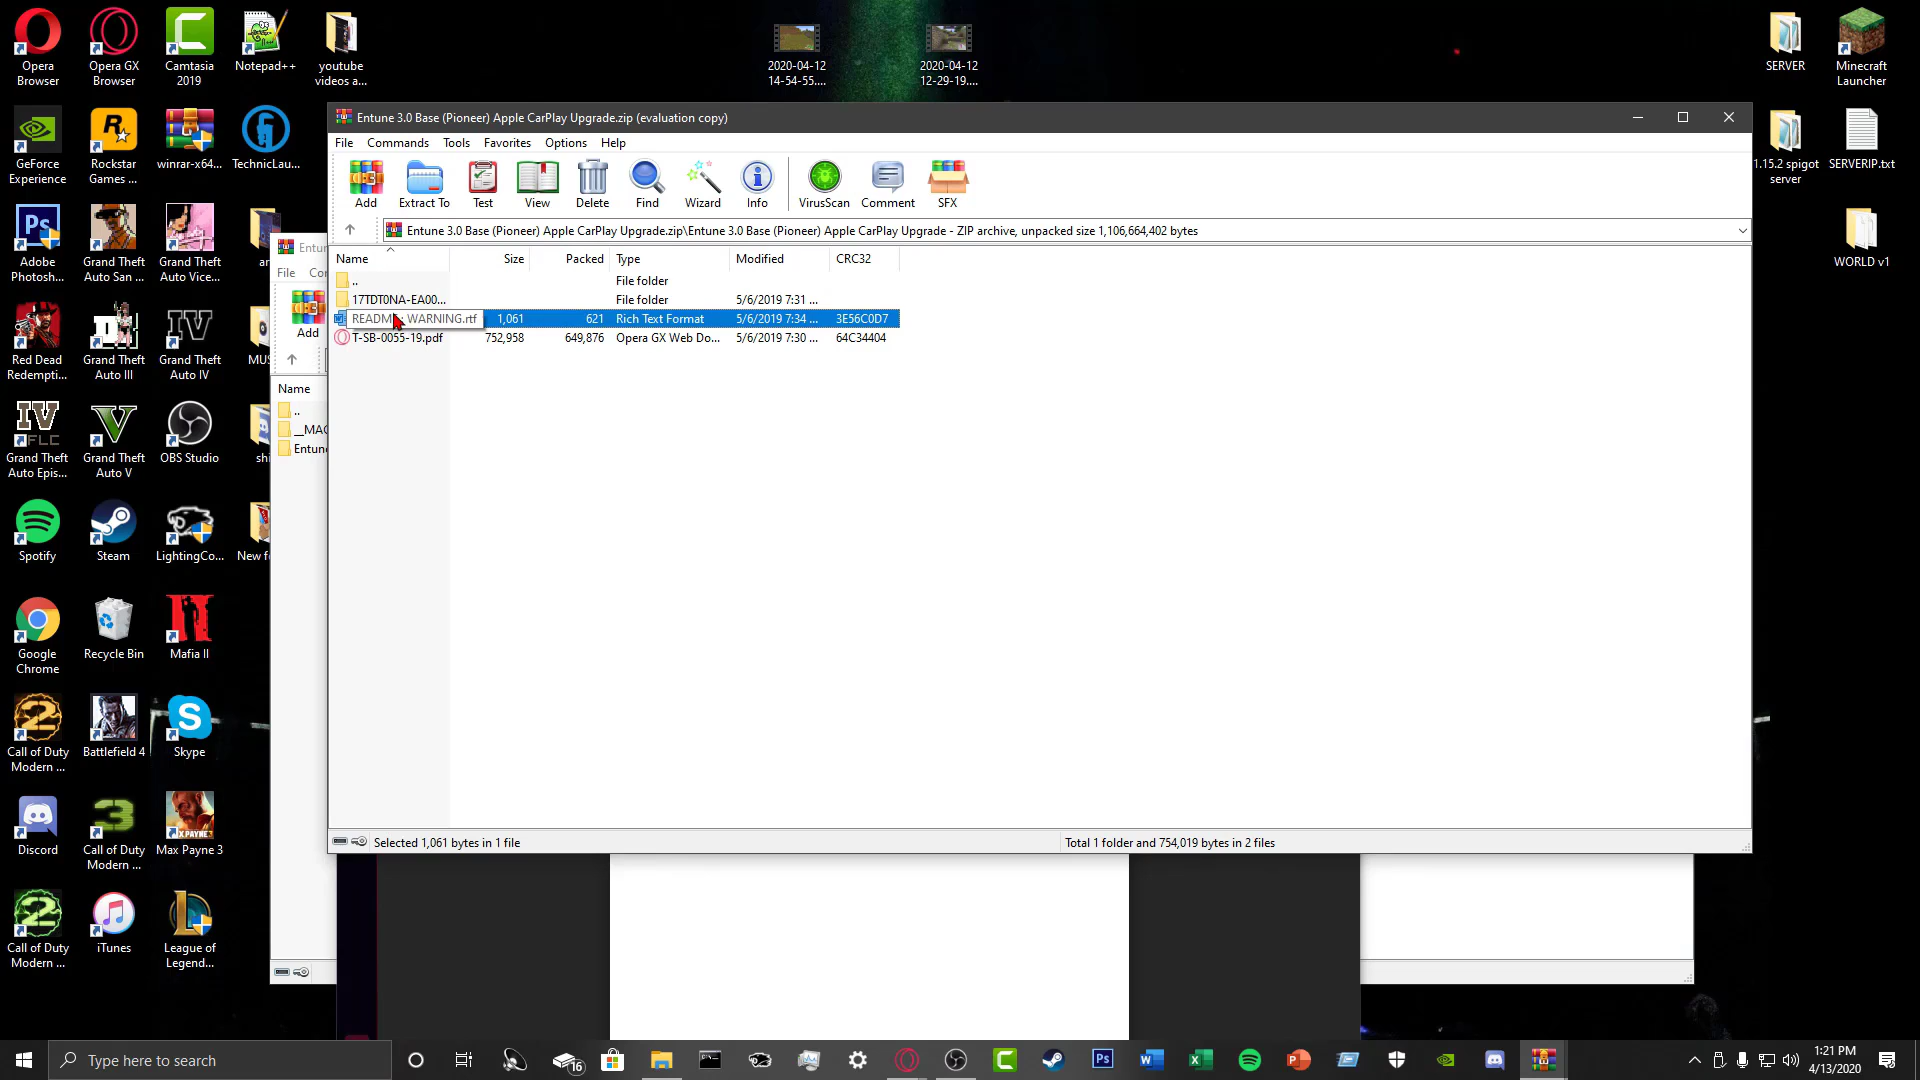 Opera
Browser
Opera GX
Browser
Camtasia
2019
Notepad++
youtube
videos a...
2020-04-12
14-54-55....
2020-04-12
12-29-19....
SERVER
Minecraft
Launcher
GeForce
Experience
Rockstar
Games ...
winrar-x64...
TechnicLau...
1.15.2 spigot
server
SERVERIP.txt
Adobe
Photosh...
Grand Theft
Auto San ...
Grand Theft
Auto Vice...
WORLD v1
Red Dead
Redempti...
Grand Theft
Auto III
Grand Theft
Auto IV
MUS
Grand Theft
Auto Epis...
Grand Theft
Auto V
OBS Studio
shi
Spotify
Steam
LightingCo...
New f
Google
Chrome
Recycle Bin
Mafia II
Call of Duty
Modern ...
Battlefield 4
Skype
Discord
Call of Duty
Modern ...
Max Payne 3
Call of Duty
Modern ...
iTunes
League of
Legend...
Entun
File
Co
Add
Name
..
__MAC
Entune
Entune 3.0 Base (Pioneer) Apple CarPlay Upgrade.zip (evaluation copy)
File Commands Tools Favorites Options Help
Add Extract To Test View Delete Find Wizard Info VirusScan Comment SFX
Entune 3.0 Base (Pioneer) Apple CarPlay Upgrade.zip\Entune 3.0 Base (Pioneer) Apple CarPlay Upgrade - ZIP archive, unpacked size 1,106,664,402 bytes
Name Size Packed Type Modified CRC32
.. File folder
17TDT0NA-EA00... File folder 5/6/2019 7:31 ...
WARNING.rtf 1,061 621 Rich Text Format 5/6/2019 7:34 ... 3E56C0D7
T-SB-0055-19.pdf 752,958 649,876 Opera GX Web Do... 5/6/2019 7:30 ... 64C34404
Selected 1,061 bytes in 1 file
Total 1 folder and 754,019 bytes in 2 files
Type here to search
16
1:21 PM
4/13/2020